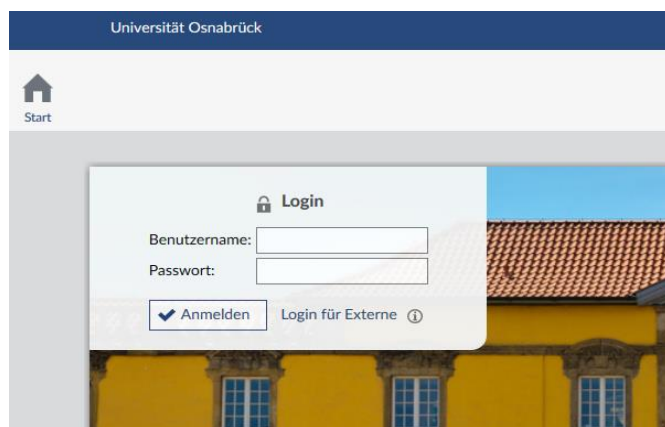 Universität Osnabrück
Start
Login
Benutzername:
Passwort:
Anmelden Login für Externe